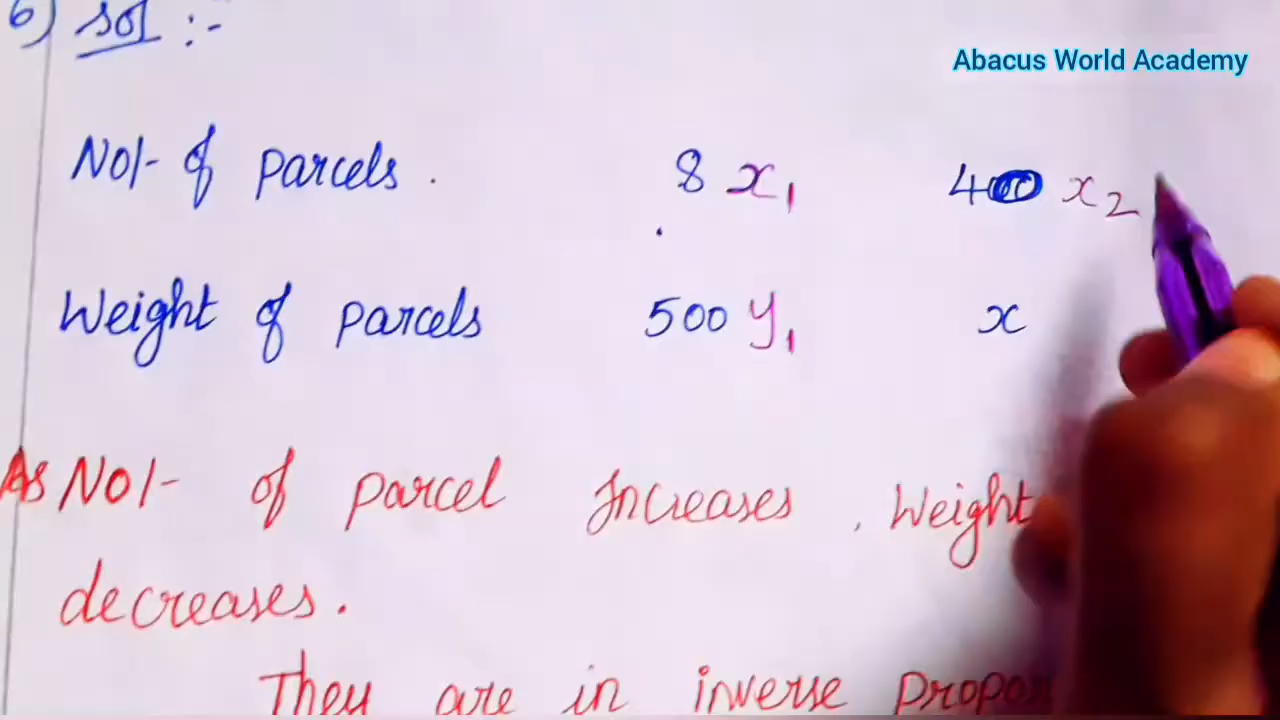 6) Sol :-
Abacus World Academy
No/- of parcels . 8 x₁ 40 x₂
Weight of parcels 500 y₁ x
As No/- of parcel Increases , Weight
decreases .
They are in inverse